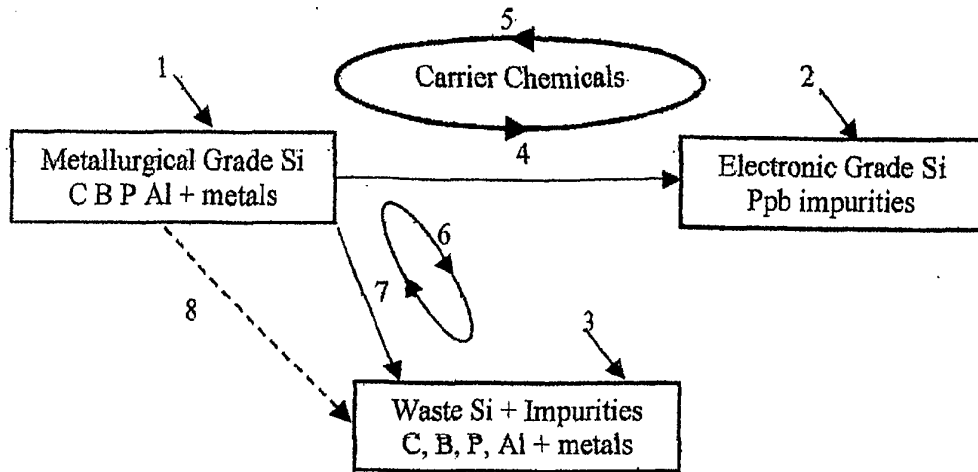 5
1
Carrier Chemicals
2
Metallurgical Grade Si
C B P Al + metals
4
Electronic Grade Si
Ppb impurities
6
7
8
3
Waste Si + Impurities
C, B, P, Al + metals